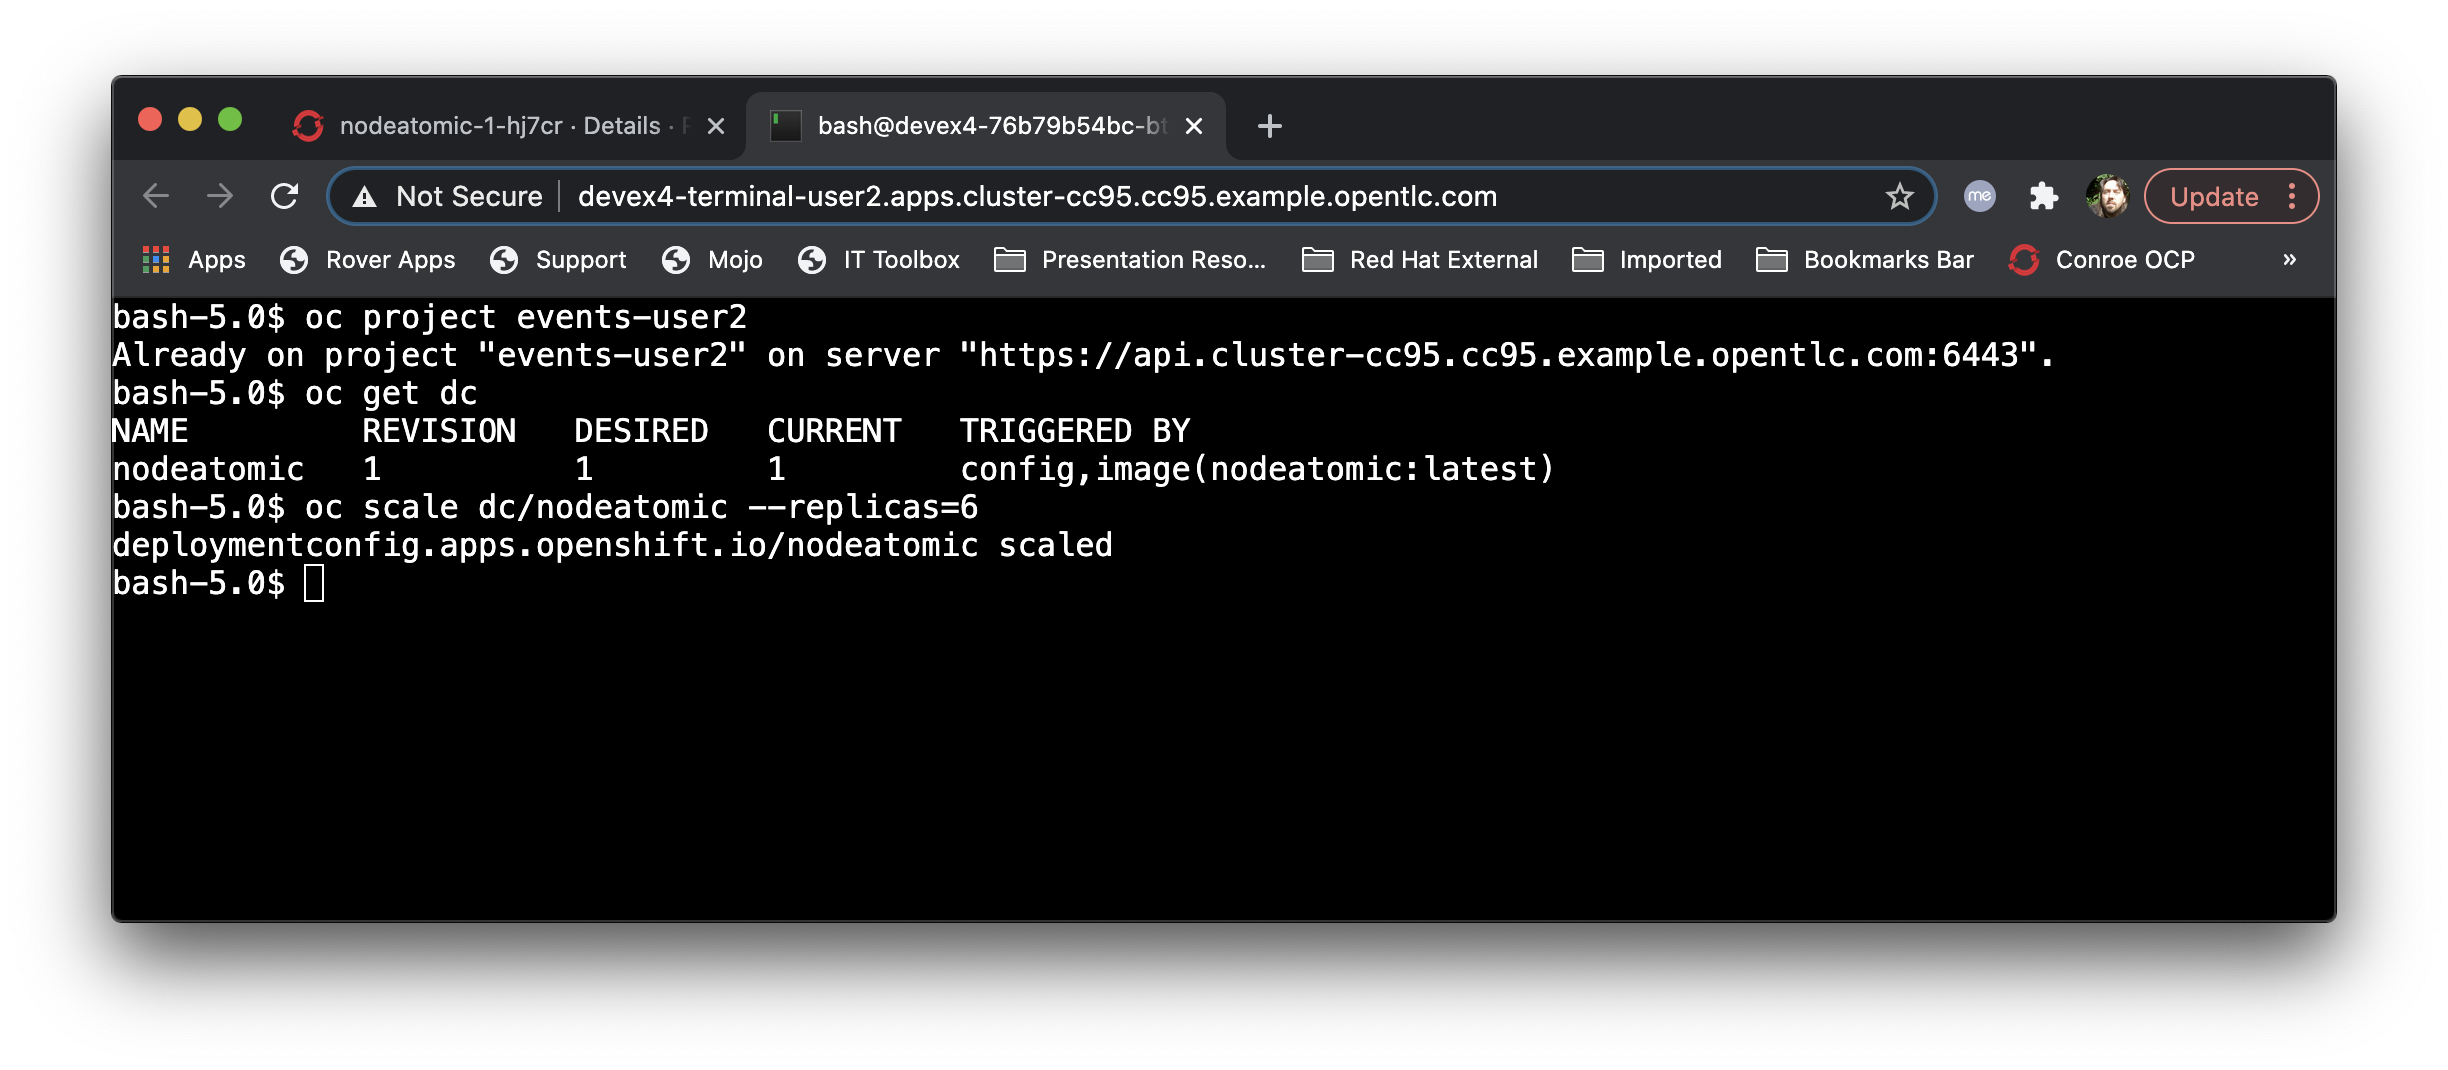 nodeatomic-1-hj7cr · Details ·
bash@devex4-76b79b54bc-bt
Not Secure devex4-terminal-user2.apps.cluster-cc95.cc95.example.opentlc.com me Update
Apps Rover Apps Support Mojo IT Toolbox Presentation Reso... Red Hat External Imported Bookmarks Bar Conroe OCP »
bash-5.0$ oc project events-user2
Already on project "events-user2" on server "https://api.cluster-cc95.cc95.example.opentlc.com:6443".
bash-5.0$ oc get dc
NAME REVISION DESIRED CURRENT TRIGGERED BY
nodeatomic 1 1 1 config,image(nodeatomic:latest)
bash-5.0$ oc scale dc/nodeatomic --replicas=6
deploymentconfig.apps.openshift.io/nodeatomic scaled
bash-5.0$